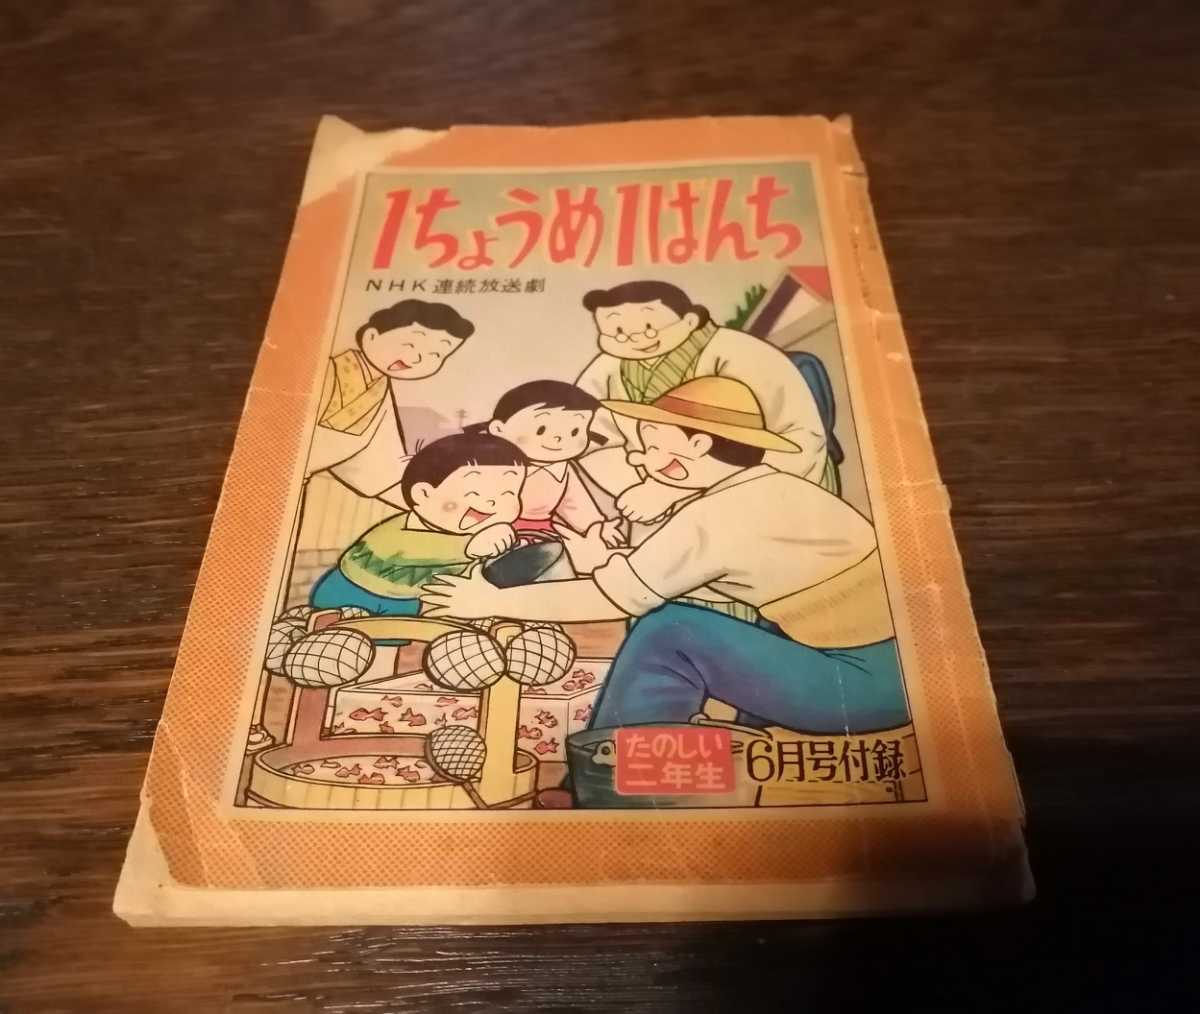 1ちょうめ1ばんち
NHK連続放送劇
たのしい
二年生
6月号付録